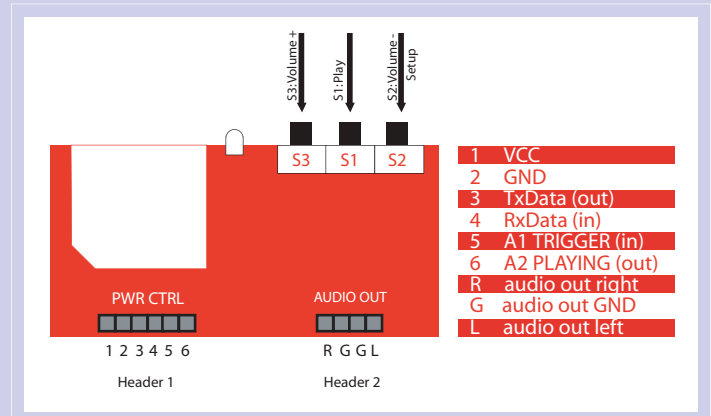 S3:Volume +
S1:Play
S2:Volume -
Setup
S3 S1 S2
PWR CTRL
AUDIO OUT
1 2 3 4 5 6
R G G L
Header 1
Header 2
1 VCC
2 GND
3 TxData (out)
4 RxData (in)
5 A1 TRIGGER (in)
6 A2 PLAYING (out)
R audio out right
G audio out GND
L audio out left